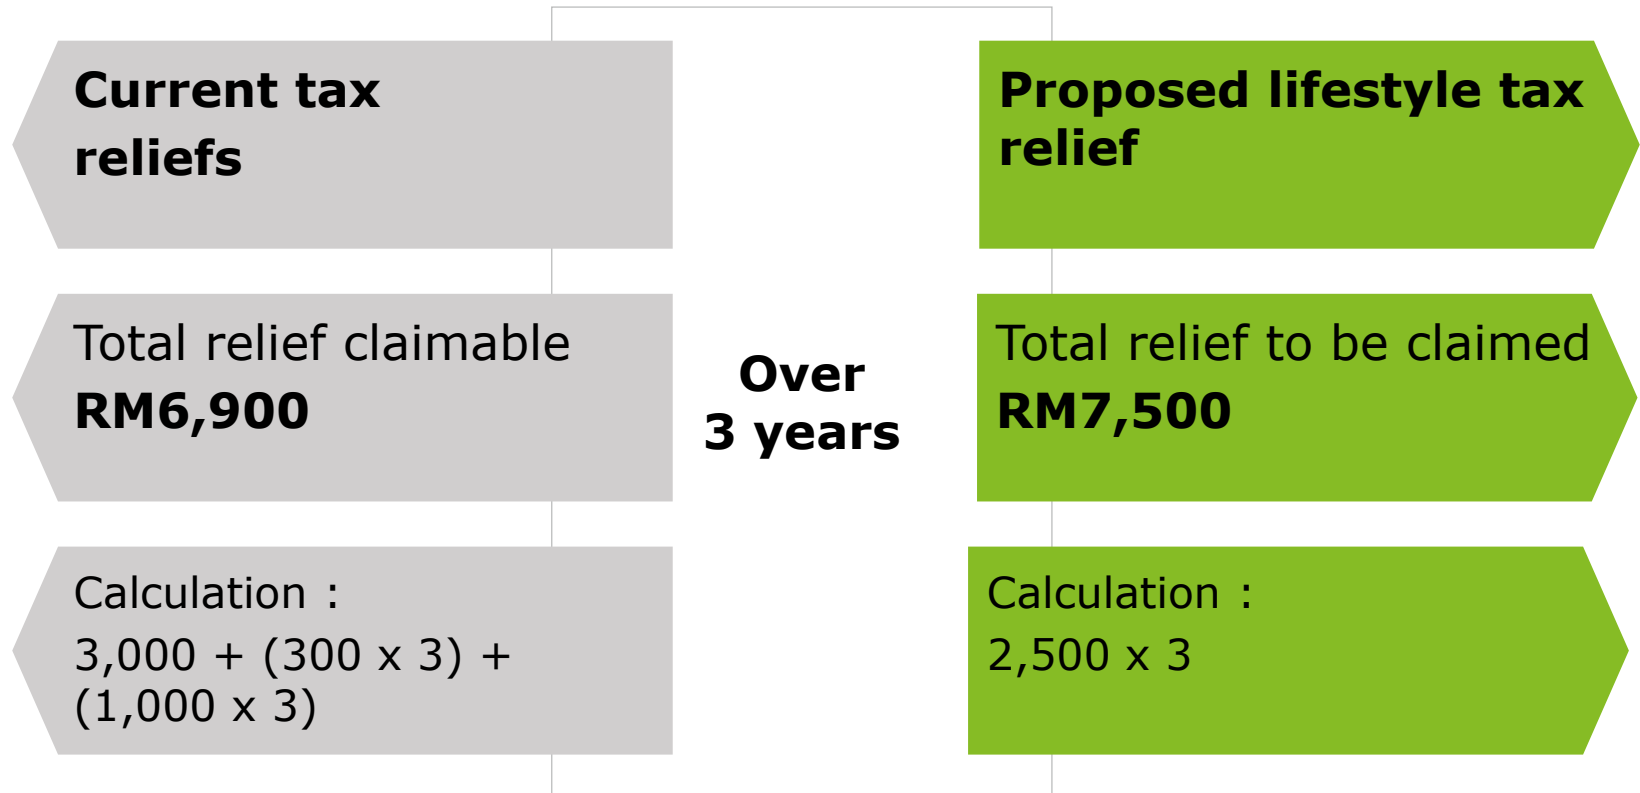 Current tax
reliefs
Total relief claimable
RM6,900
Calculation :
3,000 + (300 x 3) +
(1,000 x 3)
Over
3 years
Proposed lifestyle tax
relief
Total relief to be claimed
RM7,500
Calculation :
2,500 x 3